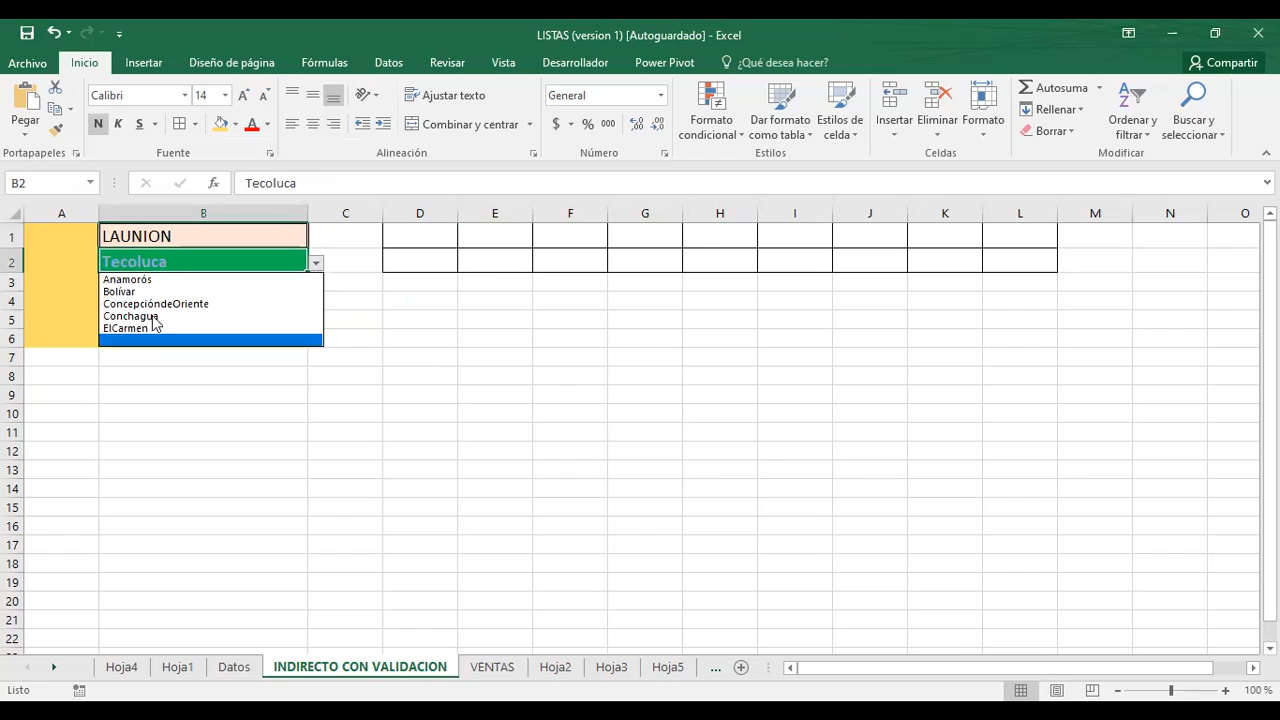 LISTAS (version 1) [Autoguardado] - Excel
Archivo Inicio Insertar Diseño de página Fórmulas Datos Revisar Vista Desarrollador Power Pivot ¿Qué desea hacer? Compartir
Pegar
Portapapeles
Calibri 14
N K S
Fuente
Ajustar texto
Combinar y centrar
Alineación
General
$ % 000
Número
Formato condicional
Dar formato como tabla
Estilos de celda
Estilos
Insertar Eliminar Formato
Celdas
Autosuma
Rellenar
Borrar
Ordenar y filtrar
Buscar y seleccionar
Modificar
B2 fx Tecoluca
A B C D E F G H I J K L M N O
1 LAUNION
2 Tecoluca
Anamorós
3
Bolívar
4 ConcepcióndeOriente
5 Conchagua
ElCarmen
6
7
8
9
10
11
12
13
14
15
16
17
18
19
20
21
22
Hoja4 Hoja1 Datos INDIRECTO CON VALIDACION VENTAS Hoja2 Hoja3 Hoja5 ...
Listo 100 %